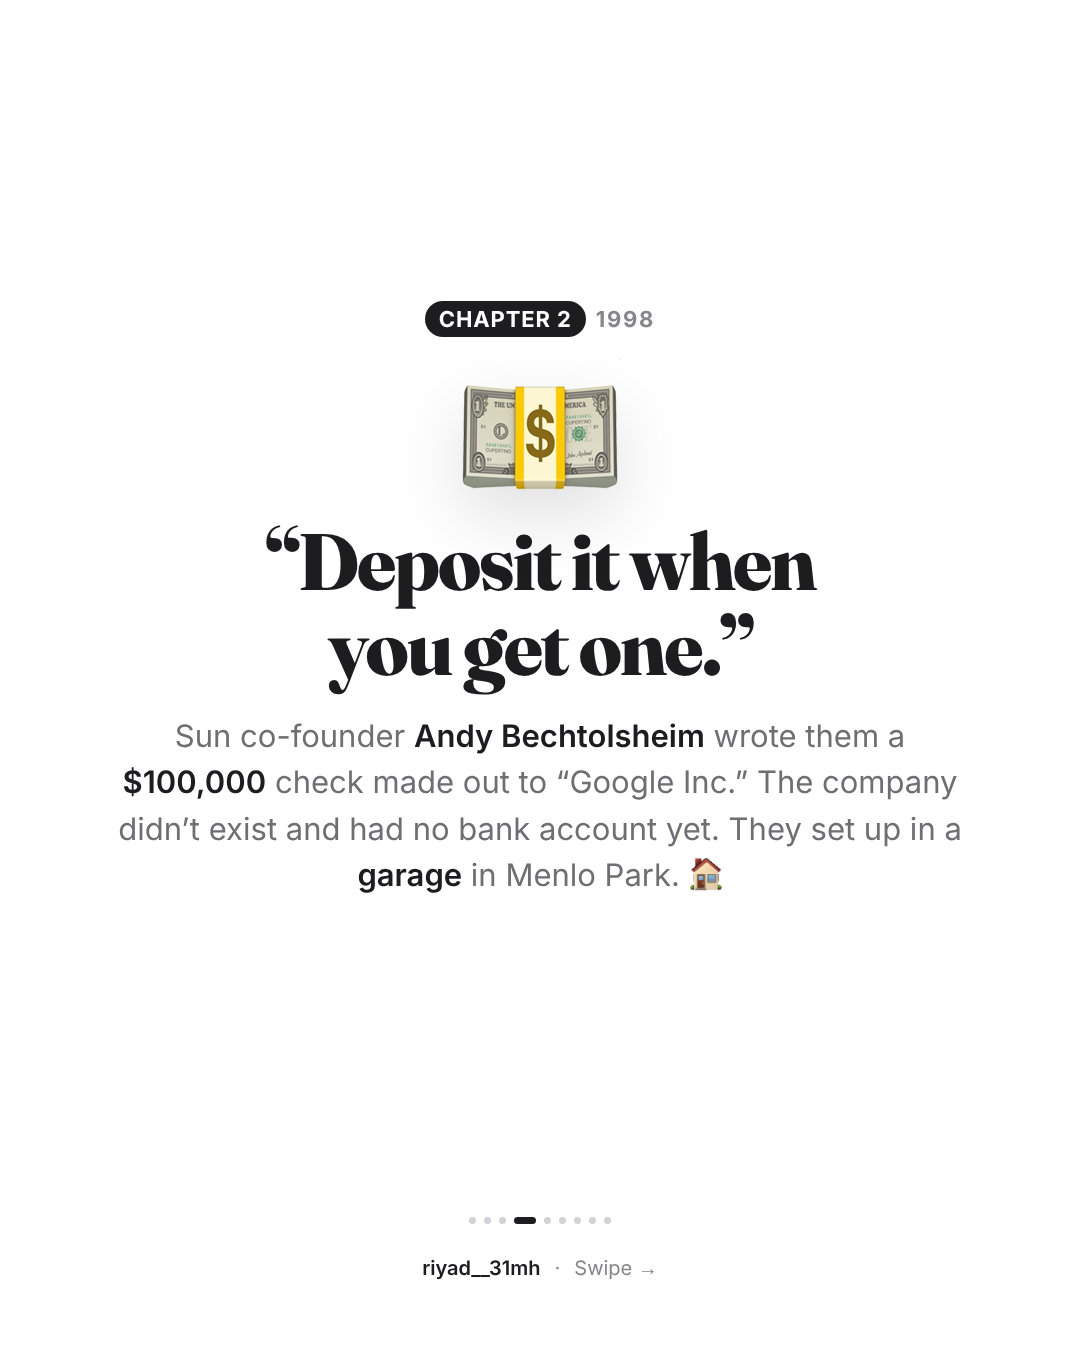 CHAPTER 2 1998
“Deposit it when
you get one.”
Sun co-founder Andy Bechtolsheim wrote them a
$100,000 check made out to “Google Inc.” The company
didn’t exist and had no bank account yet. They set up in a
garage in Menlo Park. 🏠
riyad__31mh · Swipe →